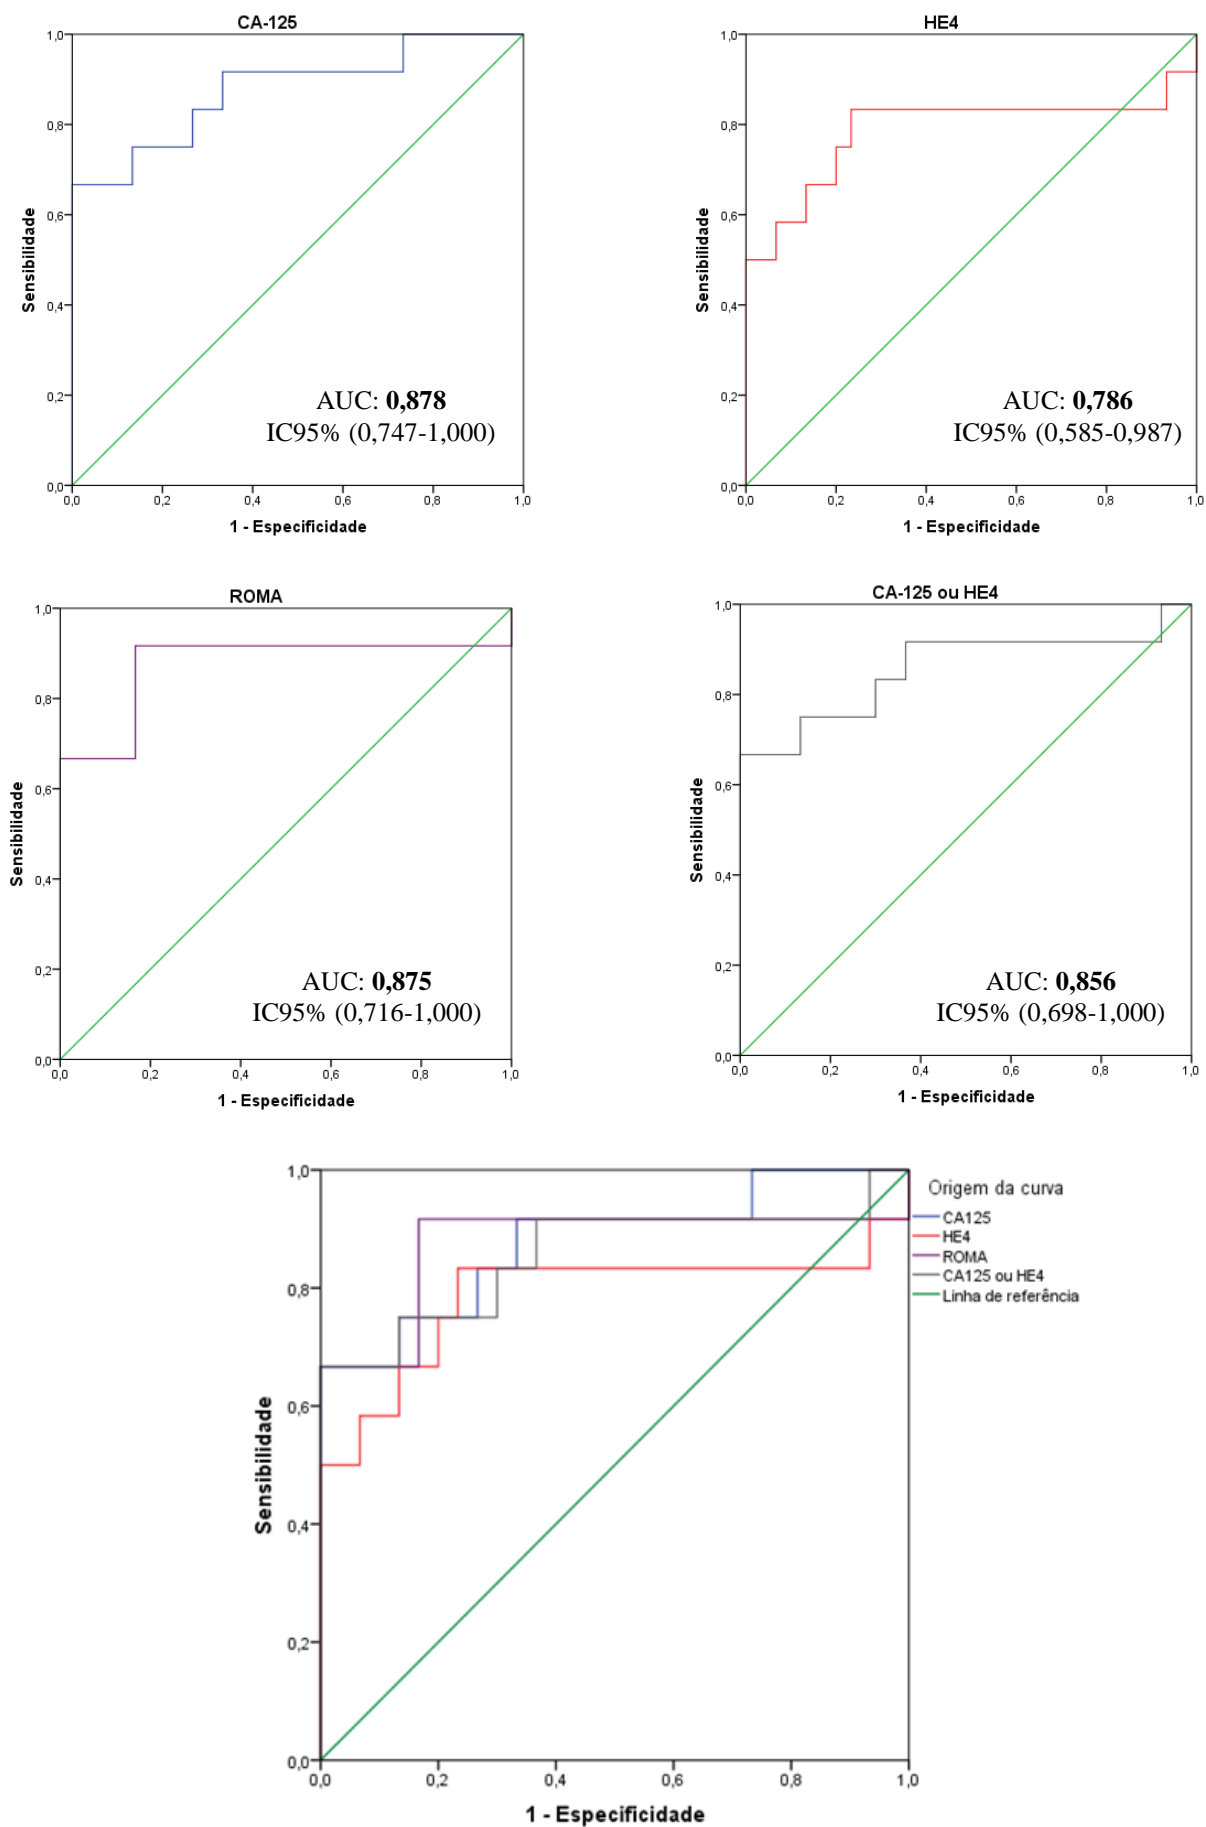 CA-125
1,0
0,8
0,6
0,4
0,2
0,0
Sensibilidade
AUC: 0,878
IC95% (0,747-1,000)
0,0 0,2 0,4 0,6 0,8 1,0
1 - Especificidade
HE4
1,0
0,8
0,6
0,4
0,2
0,0
Sensibilidade
AUC: 0,786
IC95% (0,585-0,987)
0,0 0,2 0,4 0,6 0,8 1,0
1 - Especificidade
ROMA
1,0
0,8
0,6
0,4
0,2
0,0
Sensibilidade
AUC: 0,875
IC95% (0,716-1,000)
0,0 0,2 0,4 0,6 0,8 1,0
1 - Especificidade
CA-125 ou HE4
1,0
0,8
0,6
0,4
0,2
0,0
Sensibilidade
AUC: 0,856
IC95% (0,698-1,000)
0,0 0,2 0,4 0,6 0,8 1,0
1 - Especificidade
1,0
0,8
0,6
0,4
0,2
0,0
Sensibilidade
0,0 0,2 0,4 0,6 0,8 1,0
1 - Especificidade
Origem da curva
CA125
HE4
ROMA
CA125 ou HE4
Linha de referência